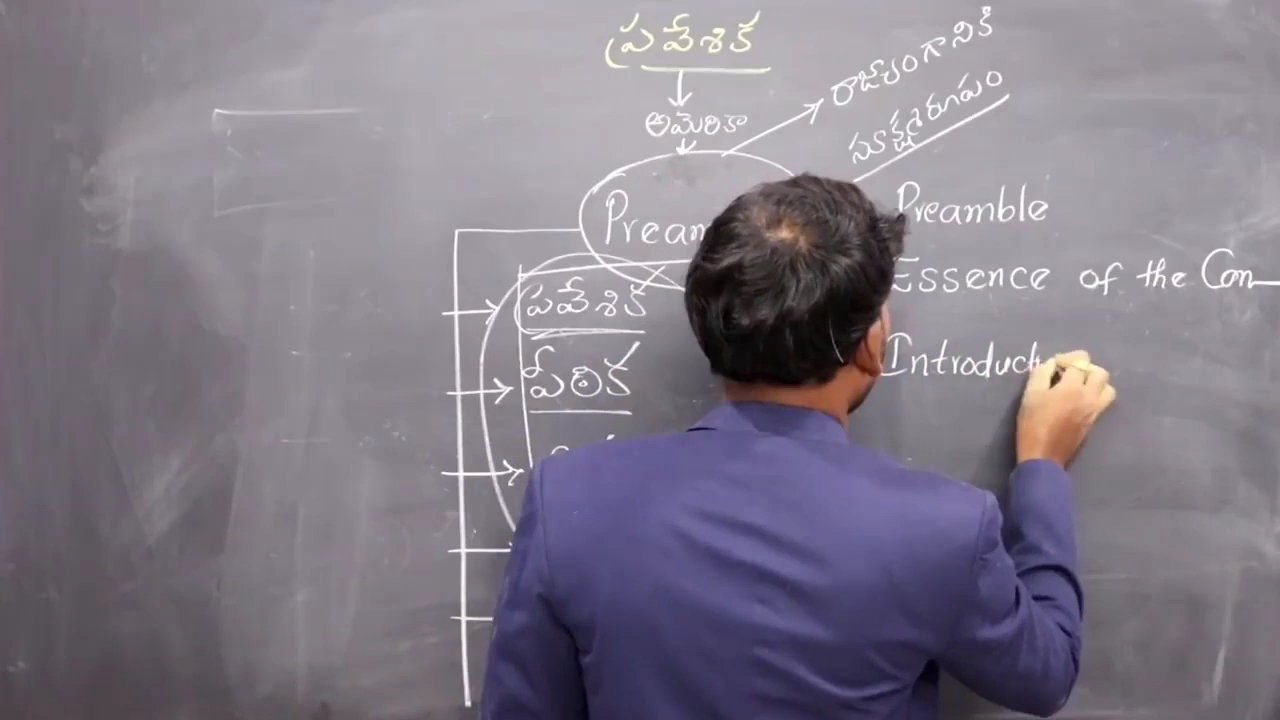 ప్రవేశిక
అమెరికా
రాజ్యాంగానికి
సూక్ష్మరూపం
Pream
Preamble
Essence of the Con
ప్రవేశిక
పీఠిక
Introduct